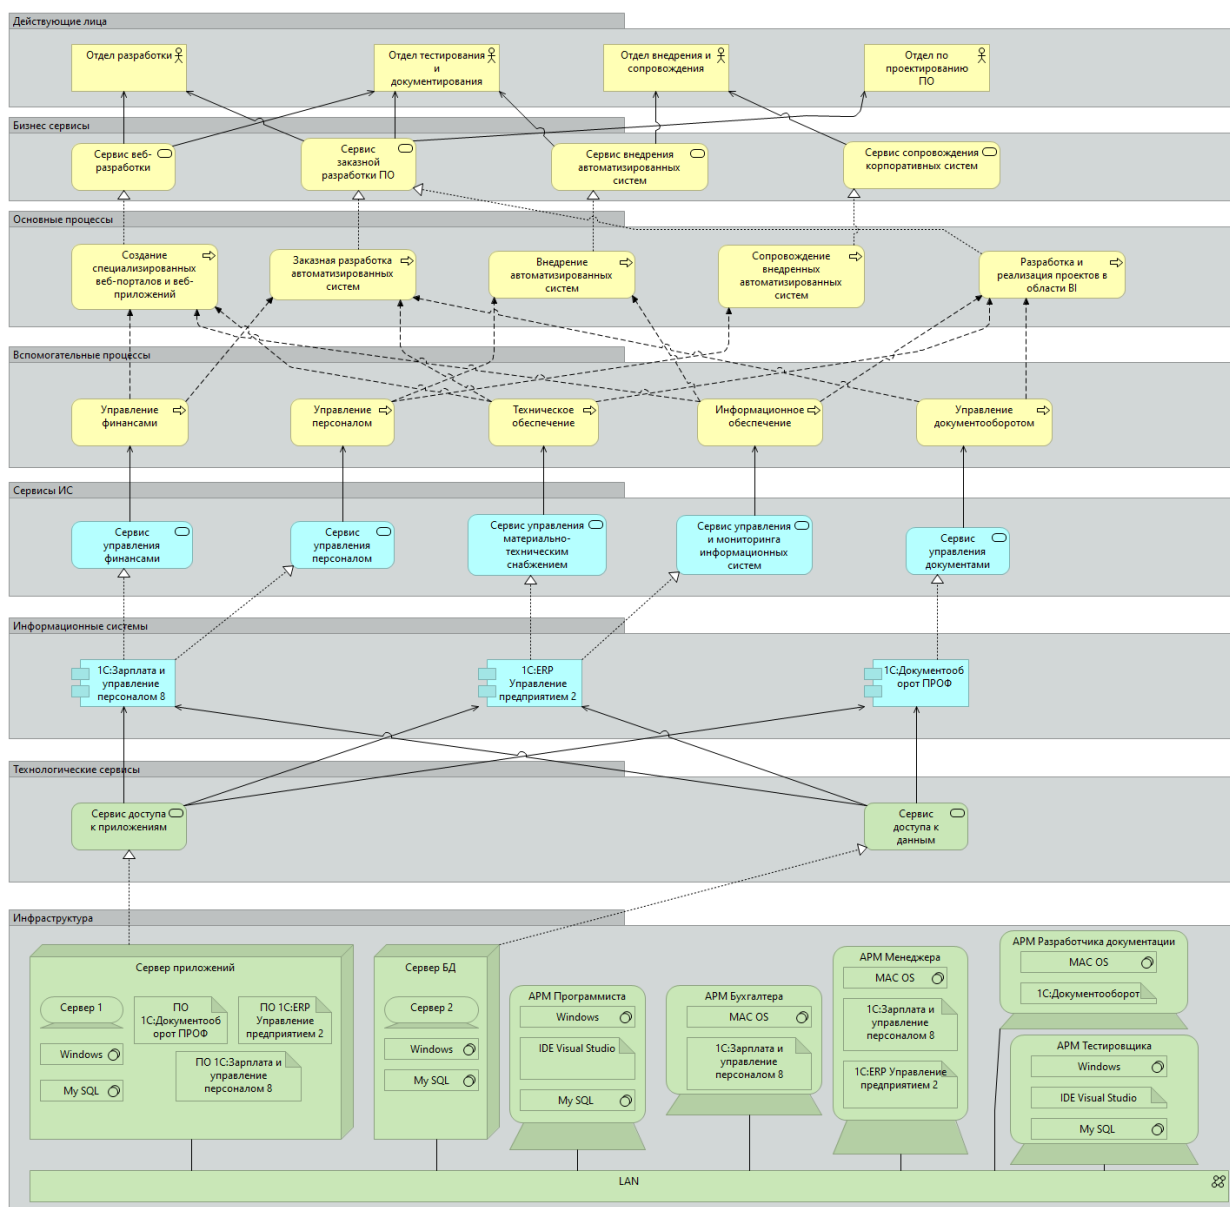 Действующие лица
Отдел разработки
Отдел тестирования
и
документирования
Отдел внедрения и
сопровождения
Отдел по
проектированию
ПО
Бизнес сервисы
Сервис веб-
разработки
Сервис
заказной
разработки ПО
Сервис внедрения
автоматизированных
систем
Сервис сопровождения
корпоративных систем
Основные процессы
Создание
специализированных
веб-порталов и веб-
приложений
Заказная разработка
автоматизированных
систем
Внедрение
автоматизированных
систем
Сопровождение
внедренных
автоматизированных
систем
Разработка и
реализация проектов в
области BI
Вспомогательные процессы
Управление
финансами
Управление
персоналом
Техническое
обеспечение
Информационное
обеспечение
Управление
документооборотом
Сервисы ИС
Сервис
управления
финансами
Сервис
управления
персоналом
Сервис управления
материально-
техническим
снабжением
Сервис управления
и мониторинга
информационных
систем
Сервис
управления
документами
Информационные системы
1С:Зарплата и
управление
персоналом 8
1С:ERP
Управление
предприятием 2
1С:Документооб
орот ПРОФ
Технологические сервисы
Сервис доступа
к приложениям
Сервис
доступа к
данным
Инфраструктура
Сервер приложений
Сервер 1
Windows
My SQL
ПО
1С:Документооб
орот ПРОФ
ПО 1С:ERP
Управление
предприятием 2
ПО 1С:Зарплата и
управление
персоналом 8
Сервер БД
Сервер 2
Windows
My SQL
АРМ Программиста
Windows
IDE Visual Studio
My SQL
АРМ Бухгалтера
MAC OS
1С:Зарплата и
управление
персоналом 8
АРМ Менеджера
MAC OS
1С:Зарплата и
управление
персоналом 8
1С:ERP Управление
предприятием 2
АРМ Разработчика документации
MAC OS
1С:Документооборот
АРМ Тестировщика
Windows
IDE Visual Studio
My SQL
LAN